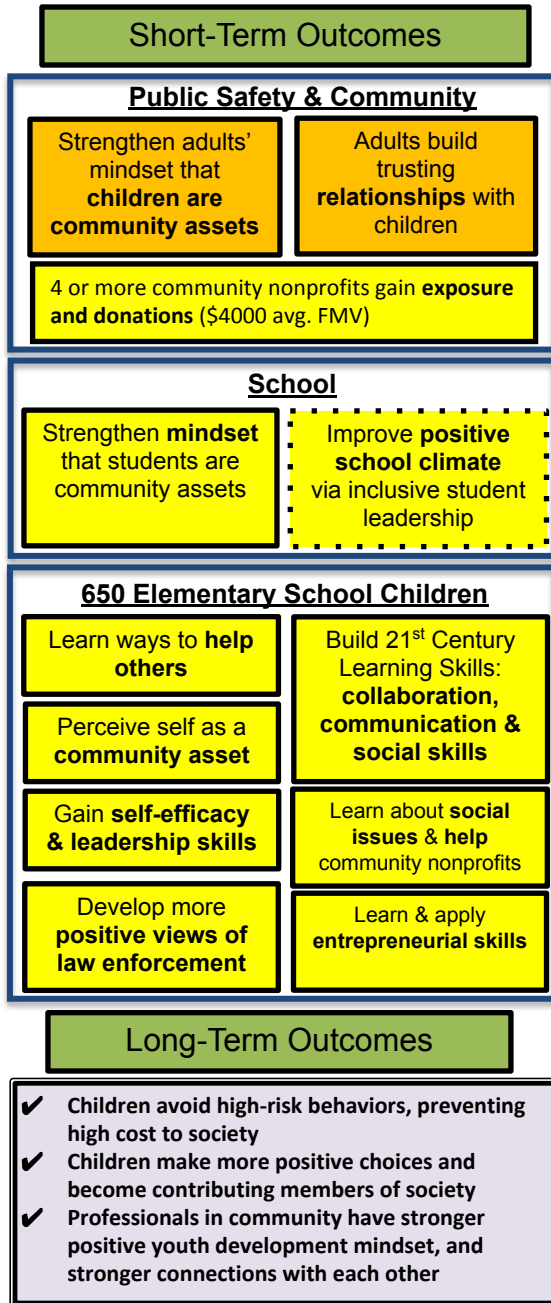 Short-Term Outcomes
Public Safety & Community
Strengthen adults'
mindset that
children are
community assets
Adults build
trusting
relationships with
children
4 or more community nonprofits gain exposure
and donations ($4000 avg. FMV)
School
Strengthen mindset
that students are
community assets
Improve positive
school climate
via inclusive student
leadership
650 Elementary School Children
Learn ways to help
others
Perceive self as a
community asset
Gain self-efficacy
& leadership skills
Develop more
positive views of
law enforcement
Build 21st Century
Learning Skills:
collaboration,
communication &
social skills
Learn about social
issues & help
community nonprofits
Learn & apply
entrepreneurial skills
Long-Term Outcomes
✔ Children avoid high-risk behaviors, preventing
high cost to society
✔ Children make more positive choices and
become contributing members of society
✔ Professionals in community have stronger
positive youth development mindset, and
stronger connections with each other